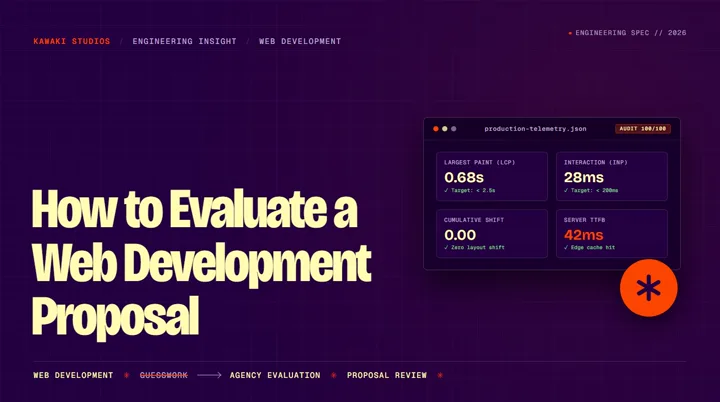 KAWAKI STUDIOS / ENGINEERING INSIGHT / WEB DEVELOPMENT
ENGINEERING SPEC // 2026
production-telemetry.json
AUDIT 100/100
LARGEST PAINT (LCP)
0.68s
✓ Target: < 2.5s
INTERACTION (INP)
28ms
✓ Target: < 200ms
CUMULATIVE SHIFT
0.00
✓ Zero layout shift
SERVER TTFB
42ms
✓ Edge cache hit
How to Evaluate a
Web Development
Proposal
WEB DEVELOPMENT * GUESSWORK → AGENCY EVALUATION * PROPOSAL REVIEW *